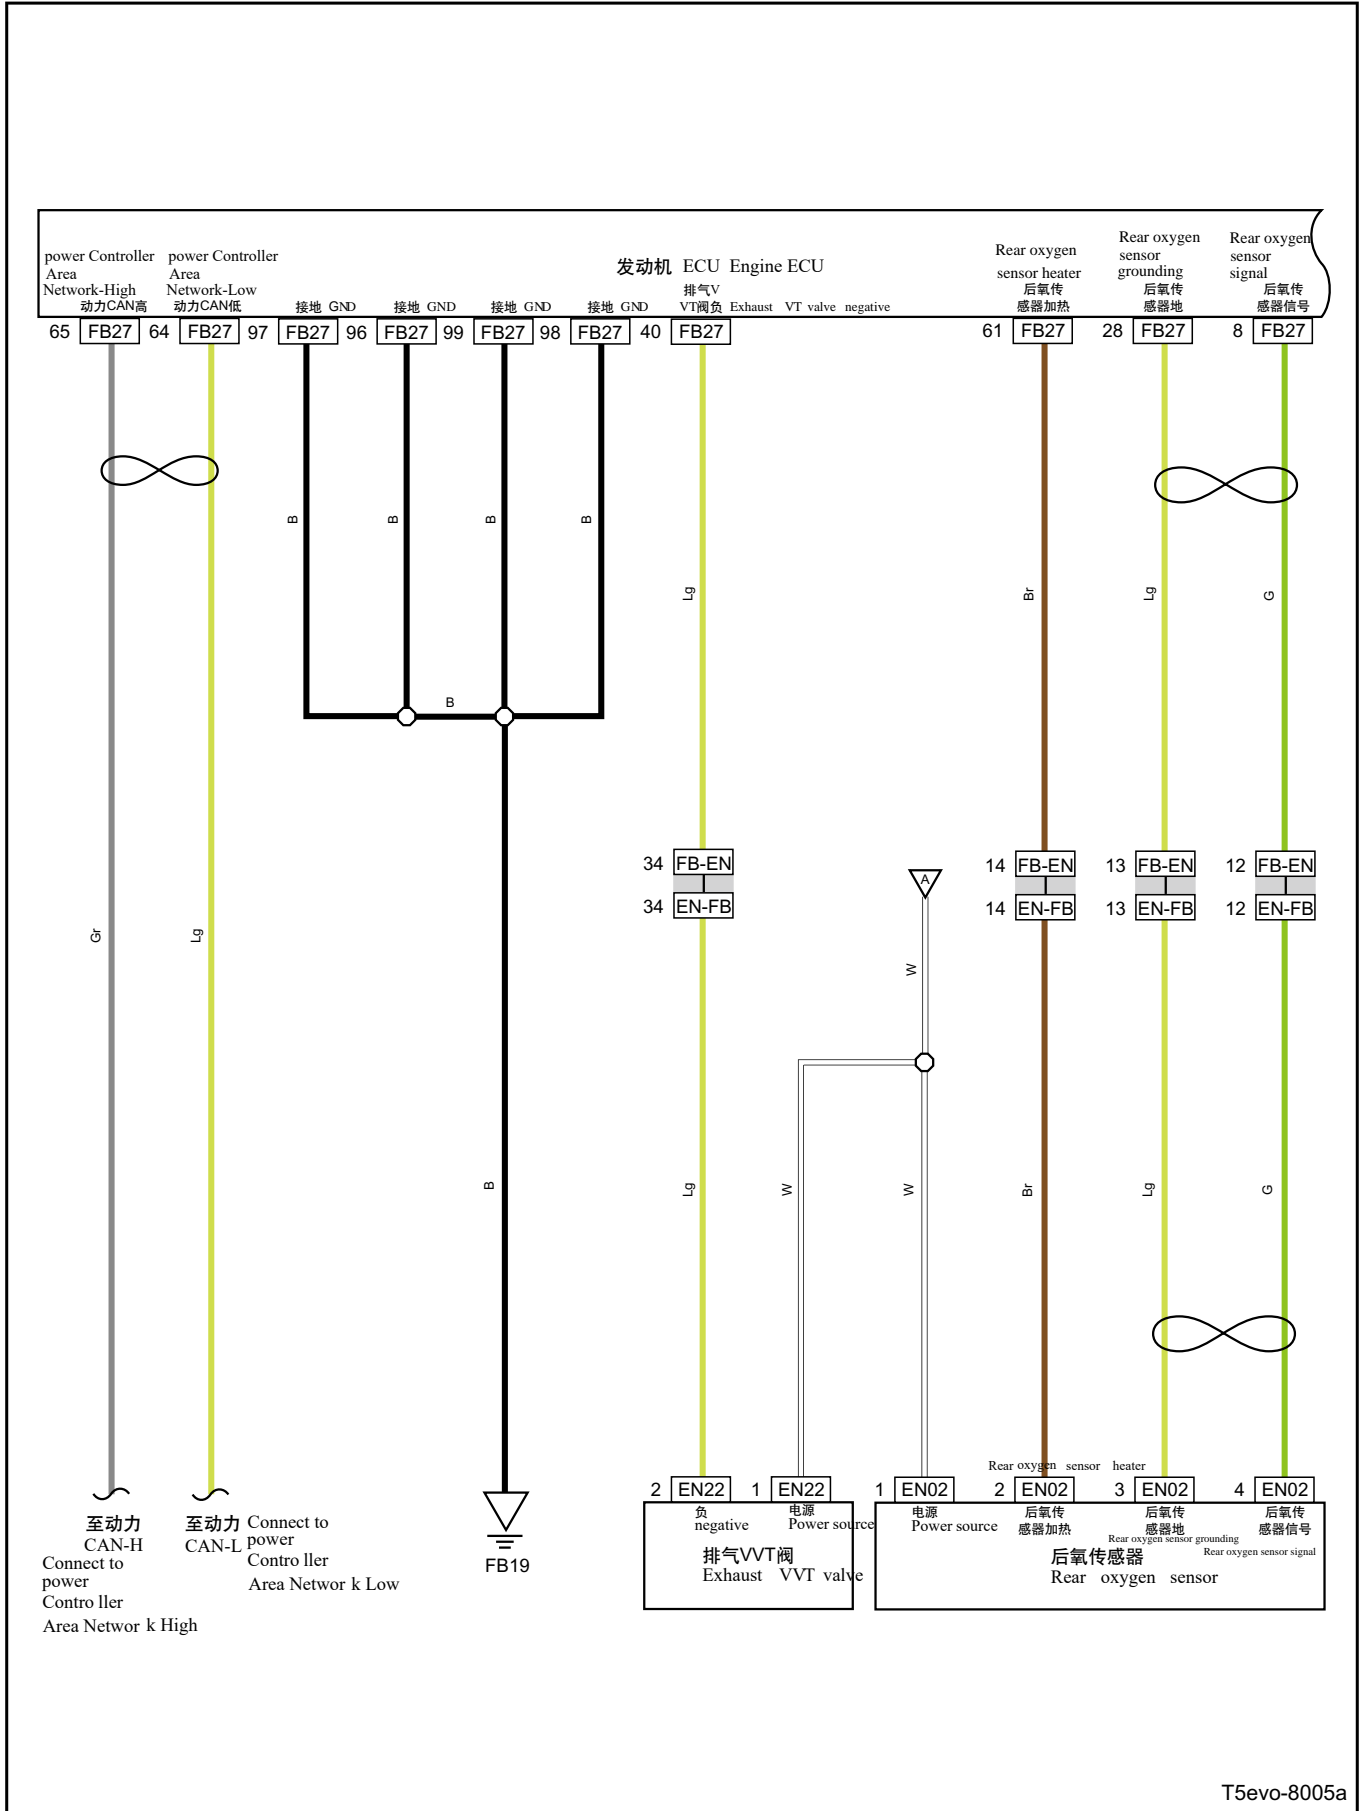 发动机 ECU Engine ECU
power Controller
Area
Network-High
动力CAN高
power Controller
Area
Network-Low
动力CAN低
接地 GND
接地 GND
接地 GND
接地 GND
排气V
VT阀负 Exhaust VT valve negative
Rear oxygen
sensor heater
后氧传
感器加热
Rear oxygen
sensor
grounding
后氧传
感器地
Rear oxygen
sensor
signal
后氧传
感器信号
65 FB27 64 FB27 97 FB27 96 FB27 99 FB27 98 FB27 40 FB27 61 FB27 28 FB27 8 FB27
B B B B
Lg Br Lg G
B
34 FB-EN 14 FB-EN 13 FB-EN 12 FB-EN
A
34 EN-FB 14 EN-FB 13 EN-FB 12 EN-FB
Gr Lg W
B Lg W W Br Lg G
Rear oxygen sensor heater
2 EN22 1 EN22 1 EN02 2 EN02 3 EN02 4 EN02
至动力
CAN-H
Connect to
power
Contro ller
Area Networ k High
至动力
CAN-L
Connect to
power
Contro ller
Area Networ k Low
FB19
负
negative
电源
Power source
排气VVT阀
Exhaust VVT valve
电源
Power source
后氧传
感器加热
后氧传
感器地
Rear oxygen sensor grounding
后氧传
感器信号
Rear oxygen sensor signal
后氧传感器
Rear oxygen sensor
T5evo-8005a